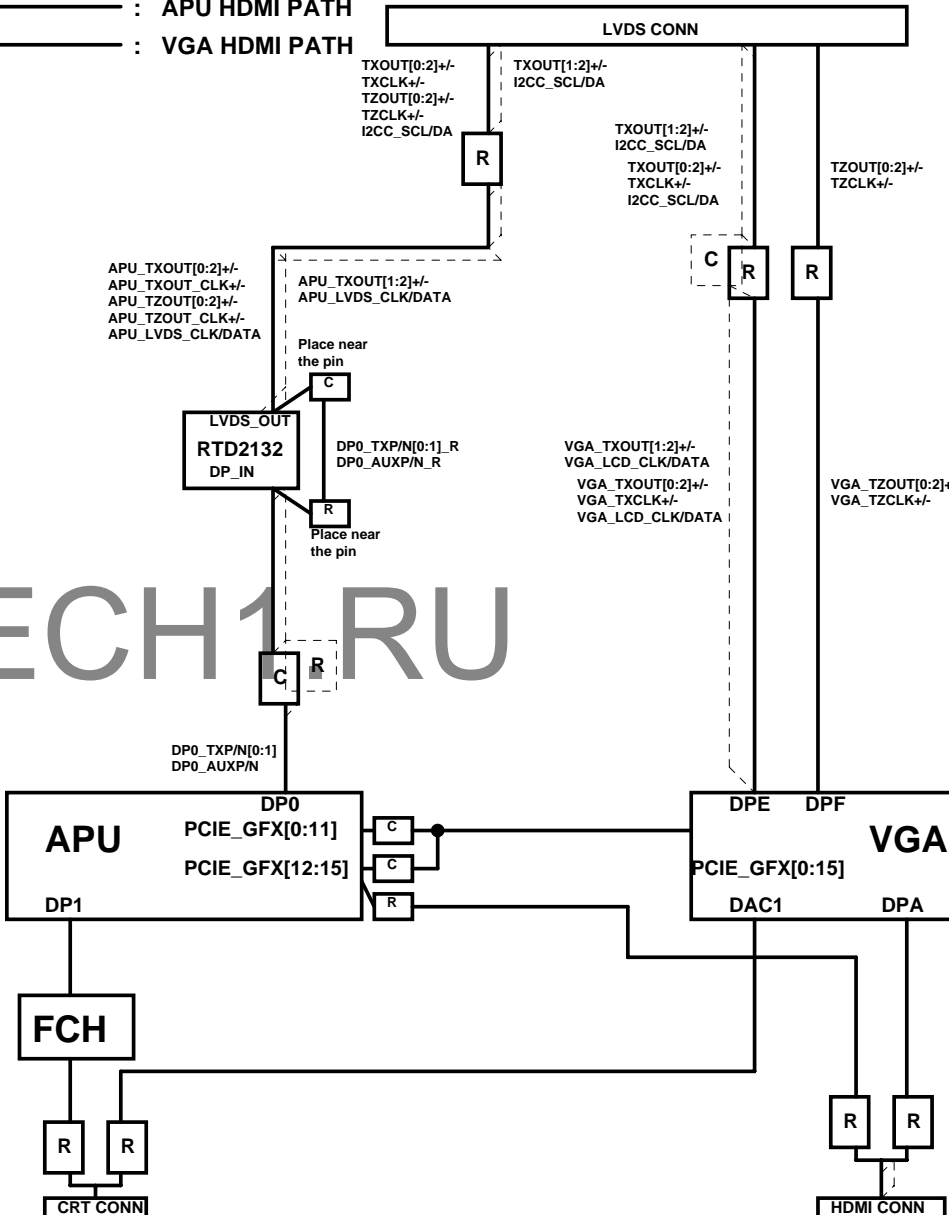 : APU HDMI PATH
: VGA HDMI PATH
LVDS CONN
TXOUT[0:2]+/-
TXCLK+/-
TZOUT[0:2]+/-
TZCLK+/-
I2CC_SCL/DA
TXOUT[1:2]+/-
I2CC_SCL/DA
R
TXOUT[1:2]+/-
I2CC_SCL/DA
TXOUT[0:2]+/-
TXCLK+/-
I2CC_SCL/DA
TZOUT[0:2]+/-
TZCLK+/-
C
R
R
APU_TXOUT[0:2]+/-
APU_TXOUT_CLK+/-
APU_TZOUT[0:2]+/-
APU_TZOUT_CLK+/-
APU_LVDS_CLK/DATA
APU_TXOUT[1:2]+/-
APU_LVDS_CLK/DATA
Place near
the pin
C
LVDS_OUT
RTD2132
DP_IN
DP0_TXP/N[0:1]_R
DP0_AUXP/N_R
R
Place near
the pin
VGA_TXOUT[1:2]+/-
VGA_LCD_CLK/DATA
VGA_TXOUT[0:2]+/-
VGA_TXCLK+/-
VGA_LCD_CLK/DATA
VGA_TZOUT[0:2]+
VGA_TZCLK+/-
ECH1.RU
C
R
DP0_TXP/N[0:1]
DP0_AUXP/N
DP0
APU
PCIE_GFX[0:11]
PCIE_GFX[12:15]
DP1
C
C
R
DPE
DPF
VGA
PCIE_GFX[0:15]
DAC1
DPA
FCH
R
R
R
R
CRT CONN
HDMI CONN